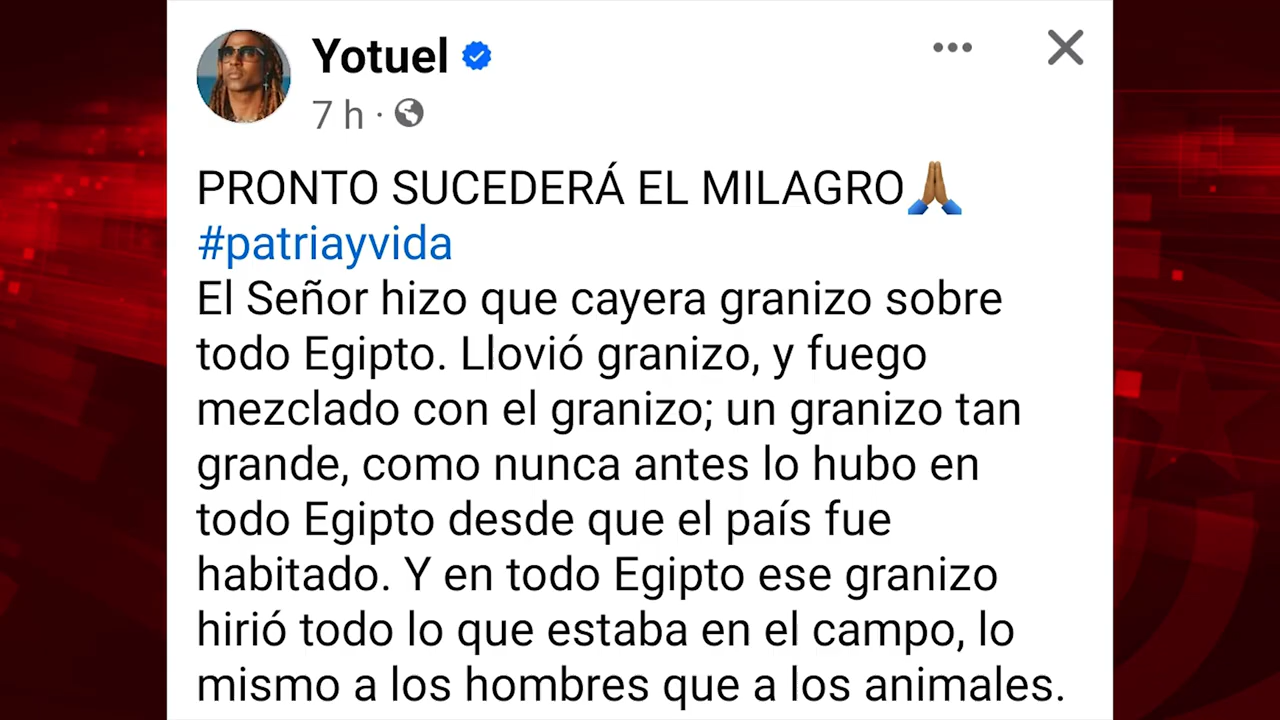 Yotuel
7 h ·
PRONTO SUCEDERÁ EL MILAGRO🙏🏾
#patriayvida
El Señor hizo que cayera granizo sobre
todo Egipto. Llovió granizo, y fuego
mezclado con el granizo; un granizo tan
grande, como nunca antes lo hubo en
todo Egipto desde que el país fue
habitado. Y en todo Egipto ese granizo
hirió todo lo que estaba en el campo, lo
mismo a los hombres que a los animales.